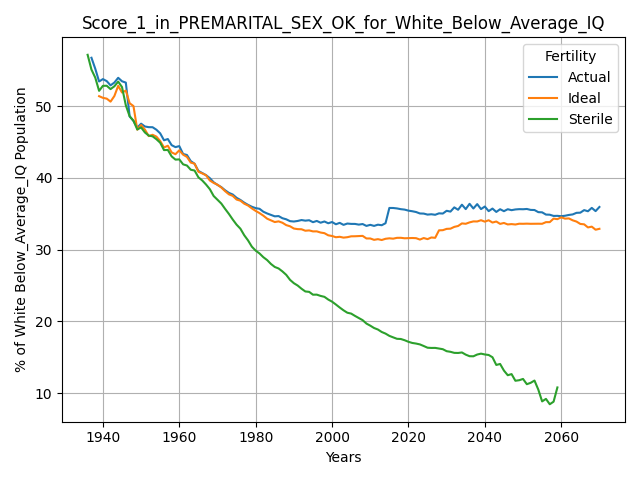 Score_1_in_PREMARITAL_SEX_OK_for_White_Below_Average_IQ
Fertility
Actual
Ideal
Sterile
% of White Below_Average_IQ Population
50
40
30
20
10
1940 1960 1980 2000 2020 2040 2060
Years